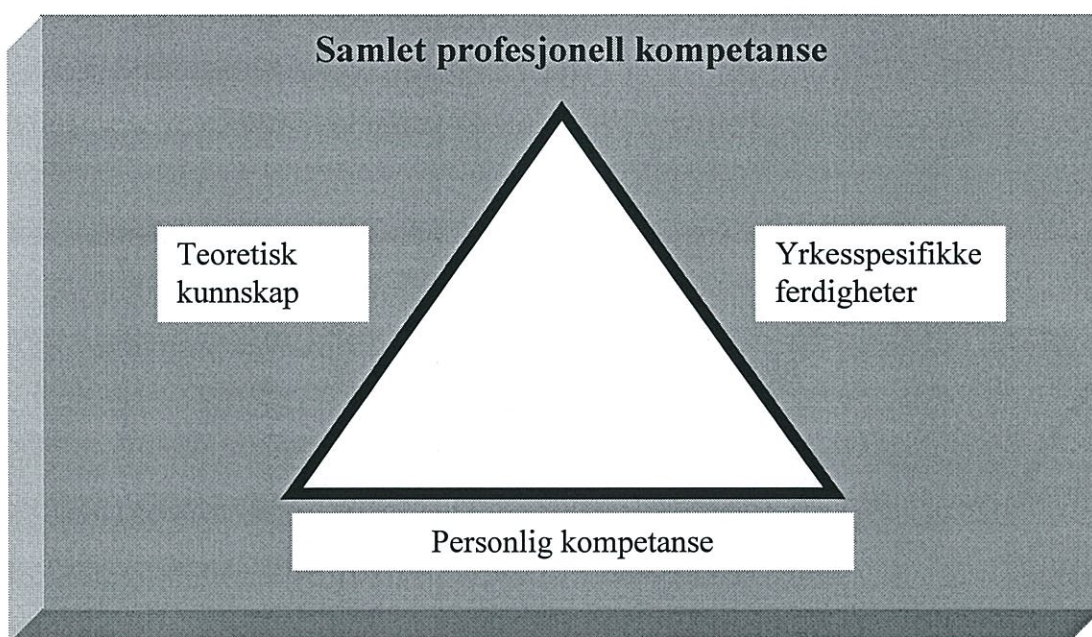 Samlet profesjonell kompetanse
Teoretisk
kunnskap
Yrkesspesifikke
ferdigheter
Personlig kompetanse